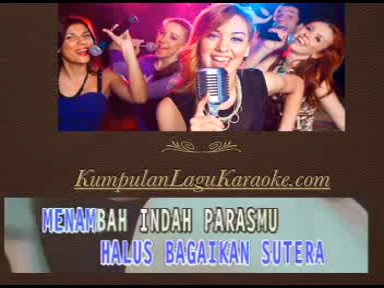 KumpulanLaguKaraoke.com
MENAMBAH INDAH PARASMU
HALUS BAGAIKAN SUTERA